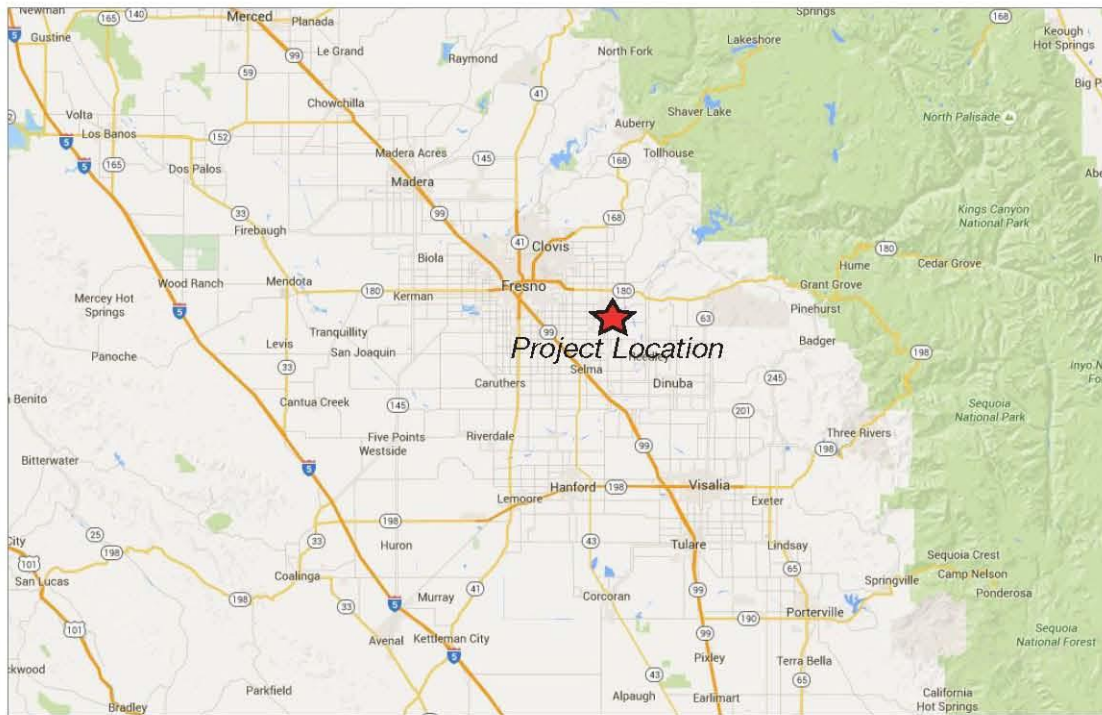 Newman
165
140
Merced
Planada
Springs
168
Keough
Hot Springs
5
Gustine
99
Le Grand
North Fork
Lakeshore
59
Raymond
41
Big P
Chowchilla
Shaver Lake
Volta
Auberry
North Palisade
Los Banos
152
5
5
165
Dos Palos
Madera Acres
145
168
Tollhouse
Madera
33
99
168
Kings Canyon
National Park
Firebaugh
41
Clovis
Biola
180
Hume
Cedar Grove
Wood Ranch
Mendota
180
Kerman
Fresno
180
Grant Grove
Mercey Hot
Springs
5
63
Pinehurst
Tranquillity
99
Project Location
Badger
Panoche
Levis
San Joaquin
Reedley
198
33
Selma
Caruthers
Dinuba
245
Cantua Creek
145
201
Sequoia
National Park
Five Points
Westside
Riverdale
Three Rivers
Bitterwater
99
198
5
Hanford
198
Visalia
Lemoore
Exeter
City
25
198
33
198
101
Huron
43
Tulare
Lindsay
San Lucas
Coalinga
65
Sequoia Crest
Camp Nelson
Springville
Ponderosa
198
33
Murray
41
Corcoran
99
5
190
Porterville
101
Avenal
Kettleman City
5
99
Sequoia
National Forest
Pixley
Terra Bella
Parkfield
43
65
Bradley
Alpaugh
Earlimart
California
Hot Springs